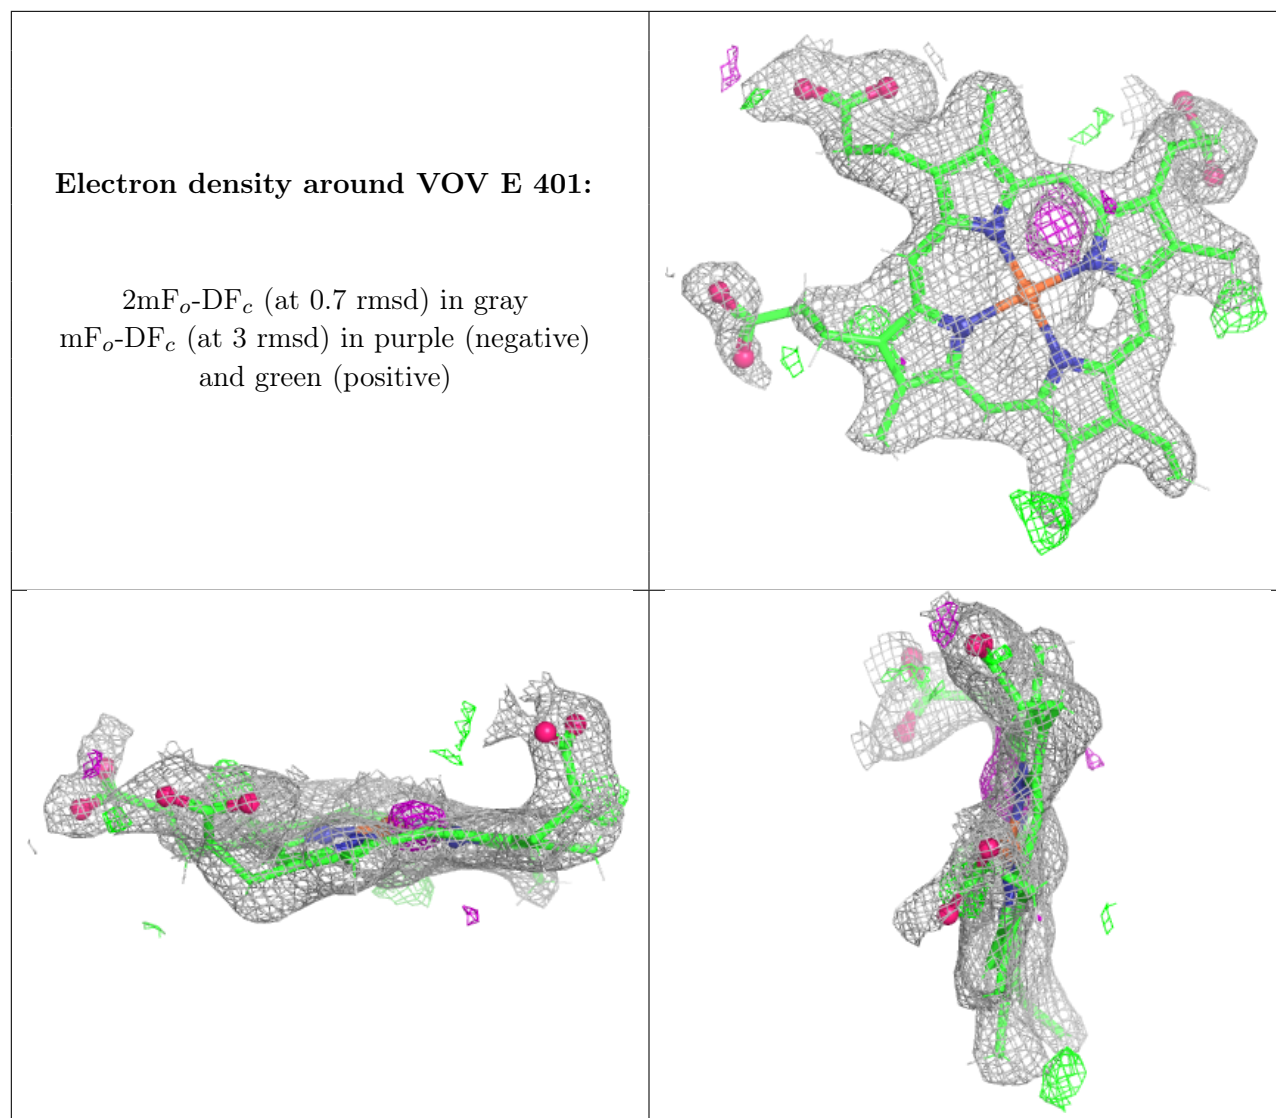 Electron density around VOV E 401:
2mFo-DFc (at 0.7 rmsd) in gray
mFo-DFc (at 3 rmsd) in purple (negative)
and green (positive)